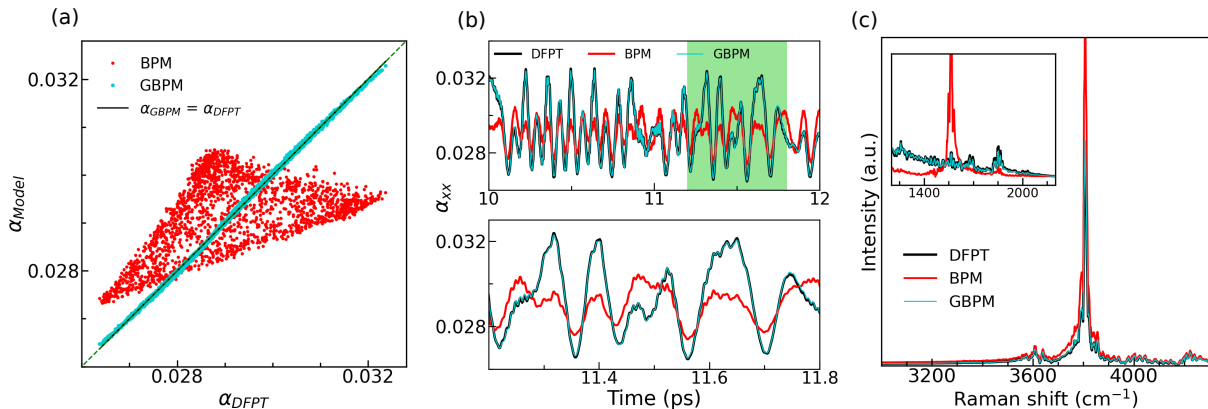 (a)
BPM
GBPM
α_GBPM = α_DFPT
0.032
0.028
α_Model
0.028
0.032
α_DFPT
(b)
DFPT
BPM
GBPM
0.032
0.028
10
11
12
α_xx
0.032
0.028
11.4
11.6
11.8
Time (ps)
(c)
1400
2000
DFPT
BPM
GBPM
Intensity (a.u.)
3200
3600
4000
Raman shift (cm⁻¹)